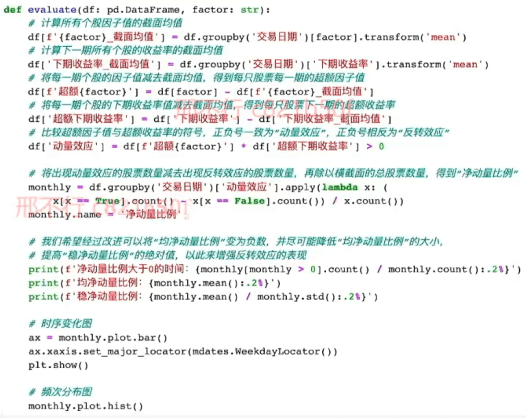 def evaluate(df: pd.DataFrame, factor: str):
    # 计算所有个股因子值的截面均值
    df[f'{factor}_截面均值'] = df.groupby('交易日期')[factor].transform('mean')
    # 计算下一期所有个股的收益率的截面均值
    df['下期收益率_截面均值'] = df.groupby('交易日期')['下期收益率'].transform('mean')
    # 将每一期个股的因子值减去截面均值，得到每只股票每一期的超额因子值
    df[f'超额{factor}'] = df[factor] - df[f'{factor}_截面均值']
    # 将每一期个股的下期收益率值减去截面均值，得到每只股票下一期的超额收益率
    df['超额下期收益率'] = df['下期收益率'] - df['下期收益率_截面均值']
    # 比较超额因子值与超额收益率的符号，正负号一致为“动量效应”，正负号相反为“反转效应”
    df['动量效应'] = df[f'超额{factor}'] * df['超额下期收益率'] > 0
    # 将出现动量效应的股票数量减去出现反转效应的股票数量，再除以横截面的总股票数量，得到“净动量比例”
    monthly = df.groupby('交易日期')['动量效应'].apply(lambda x: (
        x[x == True].count() - x[x == False].count()) / x.count())
    monthly.name = '净动量比例'
    # 我们希望经过改进可以将“均净动量比例”变为负数，并尽可能降低“均净动量比例”的大小，
    # 提高“稳净动量比例”的绝对值，以此来增强反转效应的表现
    print(f'净动量比例大于0的时间: {monthly[monthly > 0].count() / monthly.count():.2%}')
    print(f'均净动量比例: {monthly.mean():.2%}')
    print(f'稳净动量比例: {monthly.mean() / monthly.std():.2%}')
    # 时序变化图
    ax = monthly.plot.bar()
    ax.xaxis.set_major_locator(mdates.WeekdayLocator())
    plt.show()
    # 频次分布图
    monthly.plot.hist()